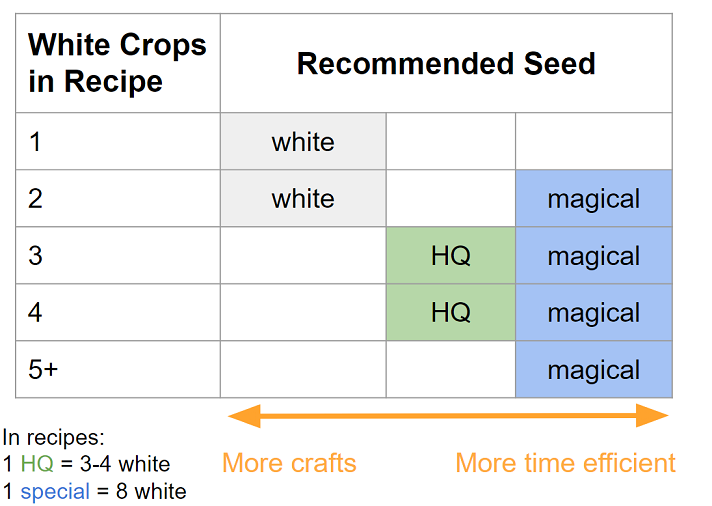 White Crops in Recipe Recommended Seed
1 white
2 white magical
3 HQ magical
4 HQ magical
5+ magical
In recipes:
1 HQ = 3-4 white
1 special = 8 white
More crafts More time efficient